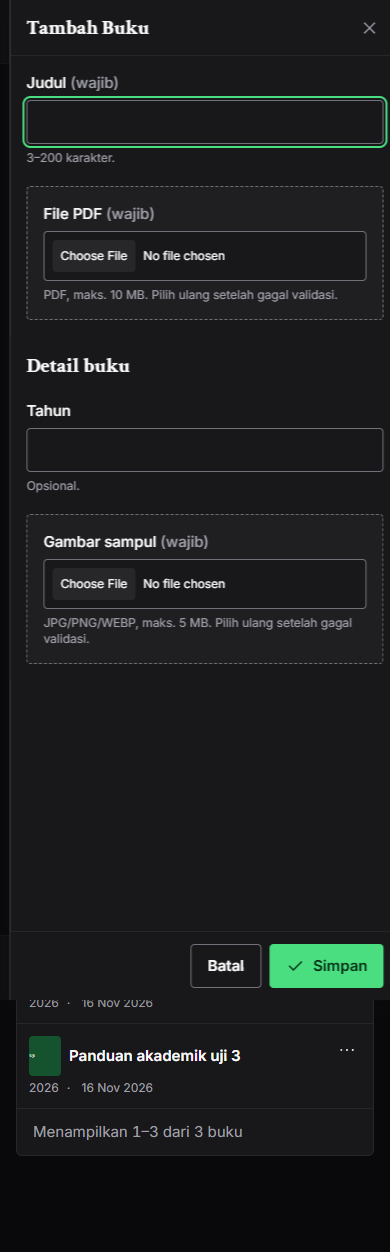 Tambah Buku
Judul (wajib)
3–200 karakter.
File PDF (wajib)
Choose File No file chosen
PDF, maks. 10 MB. Pilih ulang setelah gagal validasi.
Detail buku
Tahun
Opsional.
Gambar sampul (wajib)
Choose File No file chosen
JPG/PNG/WEBP, maks. 5 MB. Pilih ulang setelah gagal
validasi.
Batal
Simpan
2026 · 16 Nov 2026
Panduan akademik uji 3
2026 · 16 Nov 2026
Menampilkan 1–3 dari 3 buku